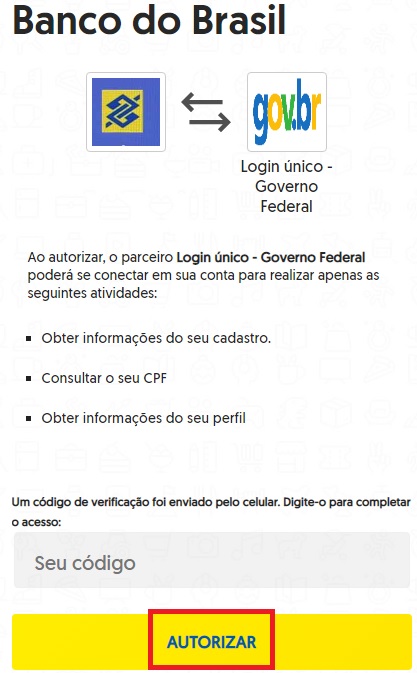 Banco do Brasil
gov.br
Login único -
Governo
Federal
Ao autorizar, o parceiro Login único - Governo Federal
poderá se conectar em sua conta para realizar apenas as
seguintes atividades:
Obter informações do seu cadastro.
Consultar o seu CPF
Obter informações do seu perfil
Um código de verificação foi enviado pelo celular. Digite-o para completar
o acesso:
Seu código
AUTORIZAR